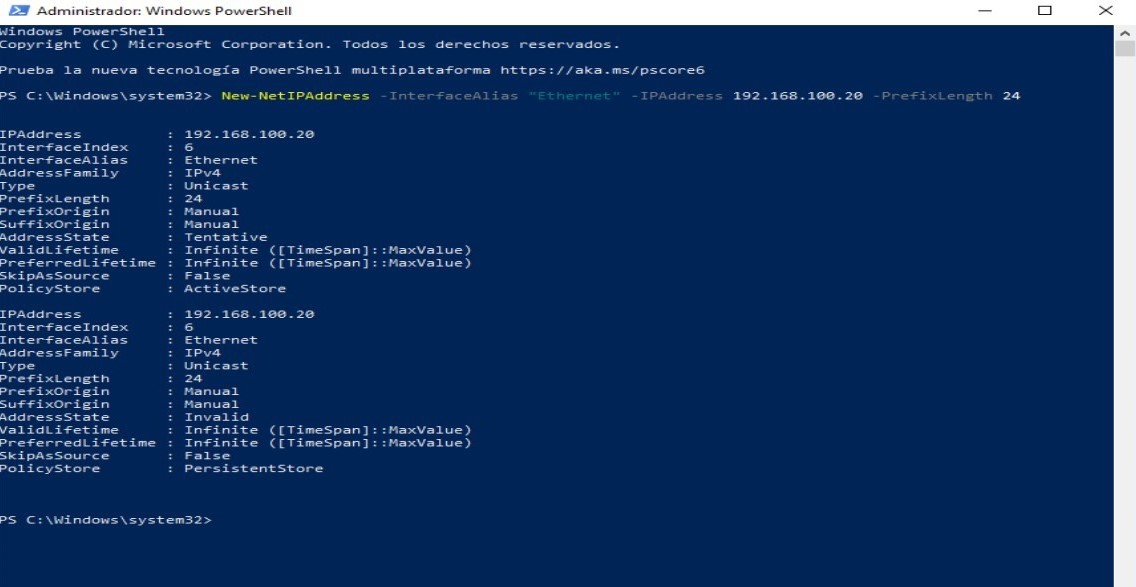 Administrador: Windows PowerShell
Windows PowerShell
Copyright (C) Microsoft Corporation. Todos los derechos reservados.
Prueba la nueva tecnología PowerShell multiplataforma https://aka.ms/pscore6
PS C:\Windows\system32> New-NetIPAddress -InterfaceAlias "Ethernet" -IPAddress 192.168.100.20 -PrefixLength 24
IPAddress : 192.168.100.20
InterfaceIndex : 6
InterfaceAlias : Ethernet
AddressFamily : IPv4
Type : Unicast
PrefixLength : 24
PrefixOrigin : Manual
SuffixOrigin : Manual
AddressState : Tentative
ValidLifetime : Infinite ([TimeSpan]::MaxValue)
PreferredLifetime : Infinite ([TimeSpan]::MaxValue)
SkipAsSource : False
PolicyStore : ActiveStore
IPAddress : 192.168.100.20
InterfaceIndex : 6
InterfaceAlias : Ethernet
AddressFamily : IPv4
Type : Unicast
PrefixLength : 24
PrefixOrigin : Manual
SuffixOrigin : Manual
AddressState : Invalid
ValidLifetime : Infinite ([TimeSpan]::MaxValue)
PreferredLifetime : Infinite ([TimeSpan]::MaxValue)
SkipAsSource : False
PolicyStore : PersistentStore
PS C:\Windows\system32>